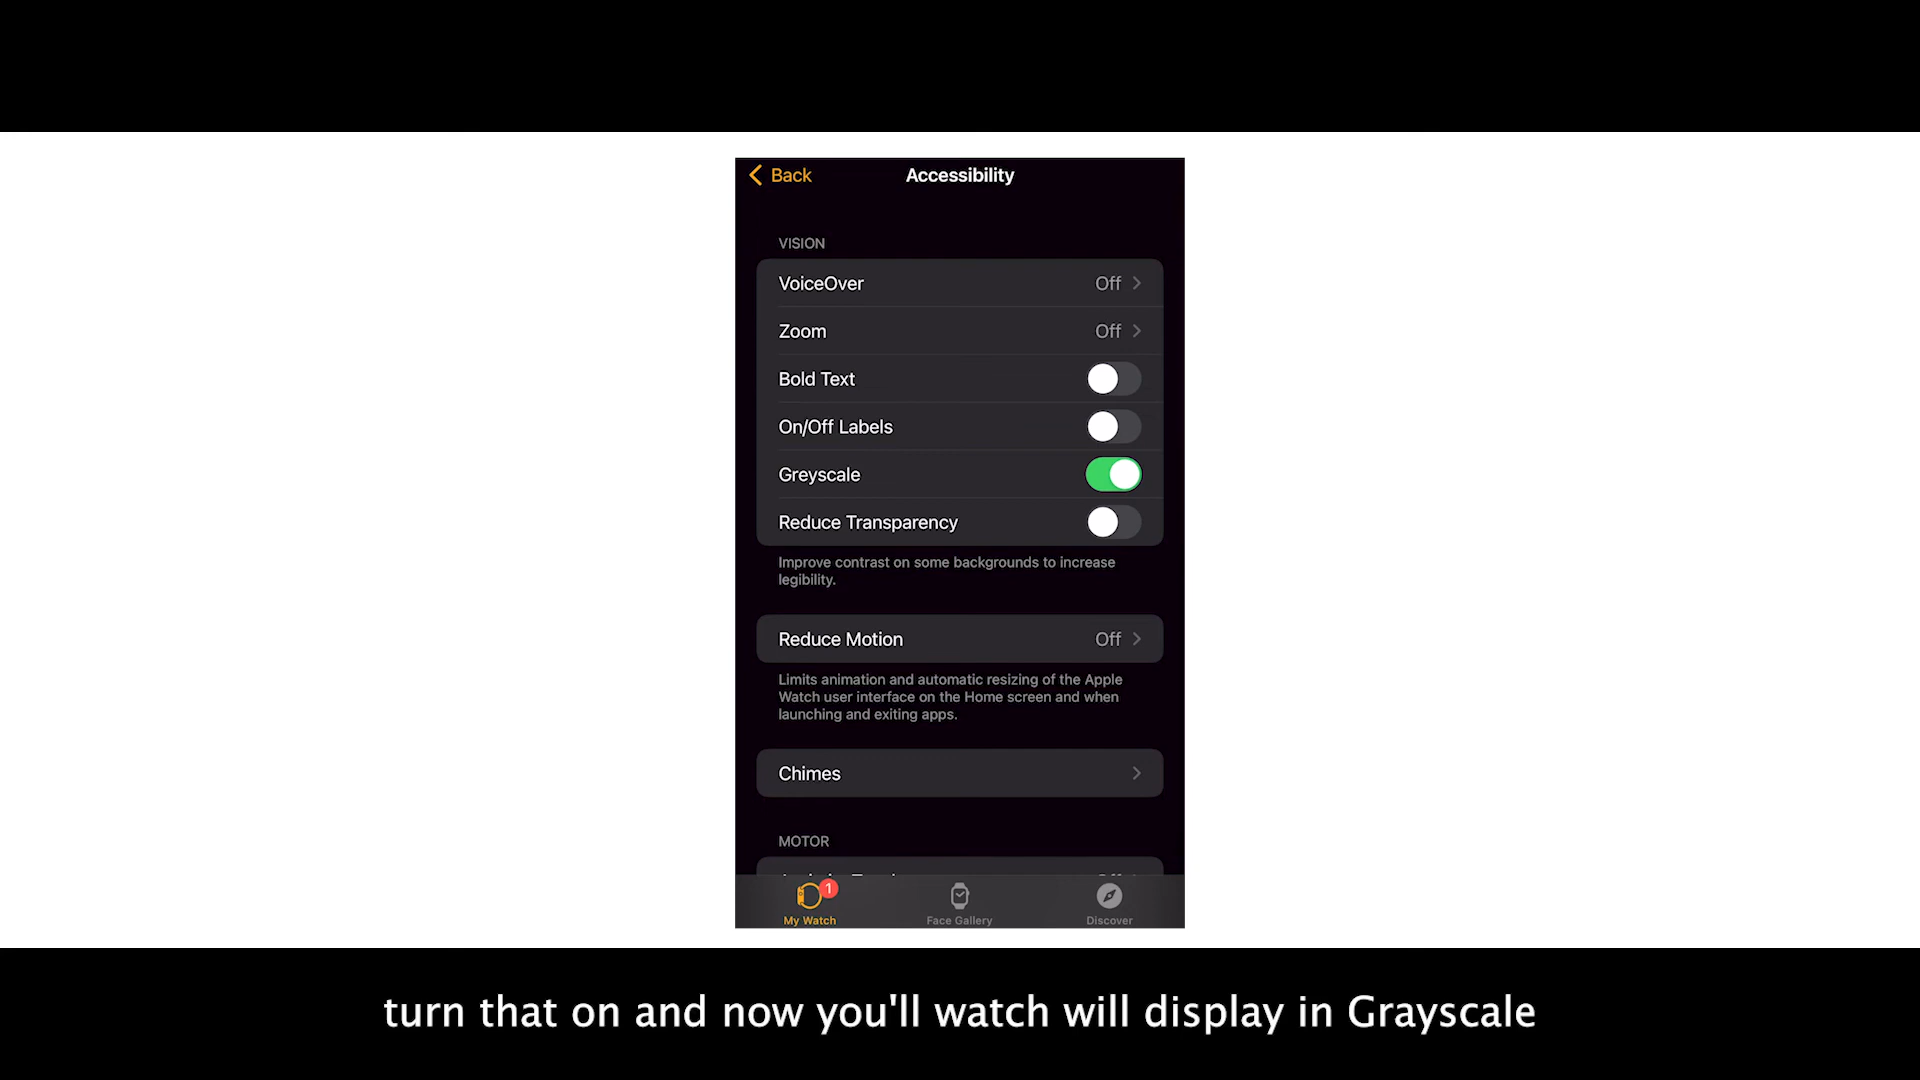 Back
Accessibility
VISION
VoiceOver
Off
Zoom
Off
Bold Text
On/Off Labels
Greyscale
Reduce Transparency
Improve contrast on some backgrounds to increase
legibility.
Reduce Motion
Off
Limits animation and automatic resizing of the Apple
Watch user interface on the Home screen and when
launching and exiting apps.
Chimes
MOTOR
1
My Watch
Face Gallery
Discover
turn that on and now you'll watch will display in Grayscale